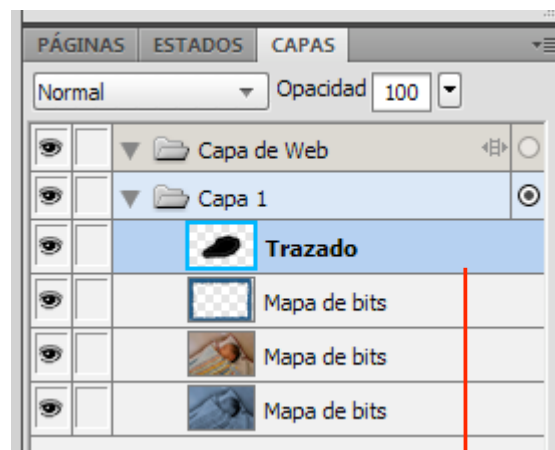 PÁGINAS ESTADOS CAPAS
Normal Opacidad 100
Capa de Web
Capa 1
Trazado
Mapa de bits
Mapa de bits
Mapa de bits